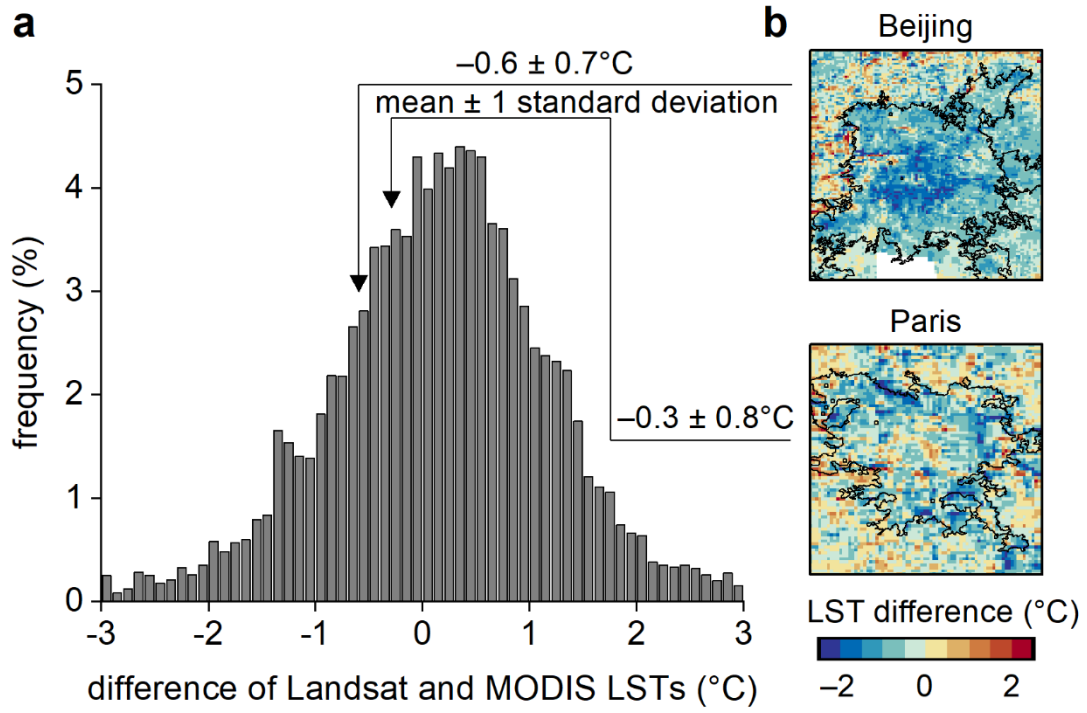 a
–0.6 ± 0.7°C
mean ± 1 standard deviation
–0.3 ± 0.8°C
frequency (%)
5
4
3
2
1
0
-3 -2 -1 0 1 2 3
difference of Landsat and MODIS LSTs (°C)
b
Beijing
Paris
LST difference (°C)
–2 0 2